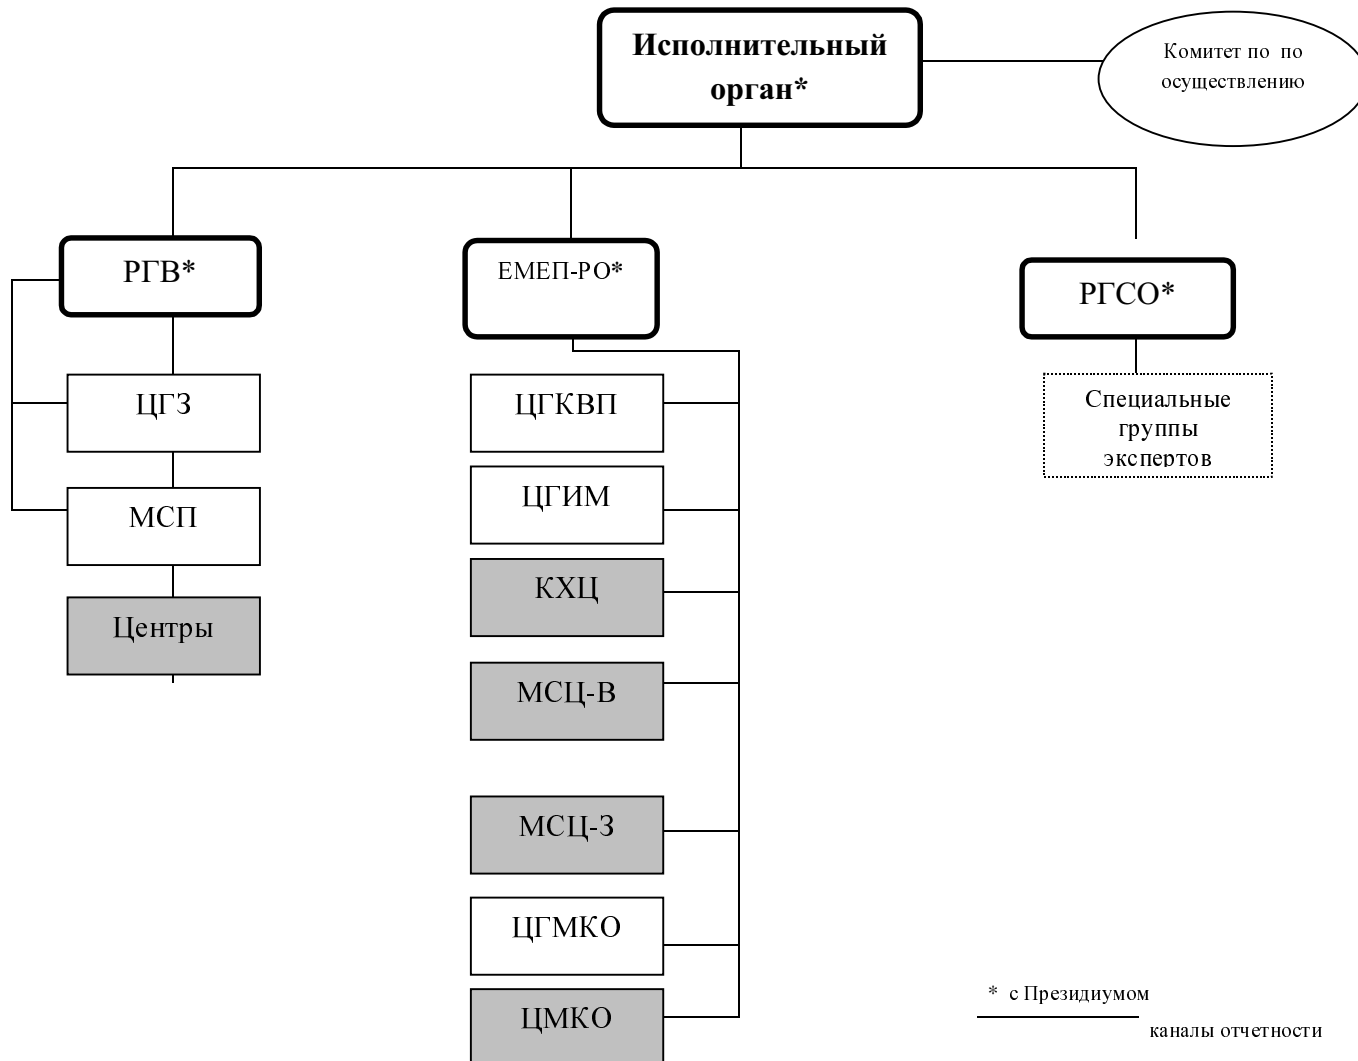 Исполнительный
орган*
Комитет по по
осуществлению
РГВ*
ЕМЕП-РО*
РГСО*
ЦГЗ
МСП
Центры
ЦГКВП
ЦГИМ
КХЦ
МСЦ-В
МСЦ-З
ЦГМКО
ЦМКО
Специальные
группы
экспертов
* с Президиумом
каналы отчетности